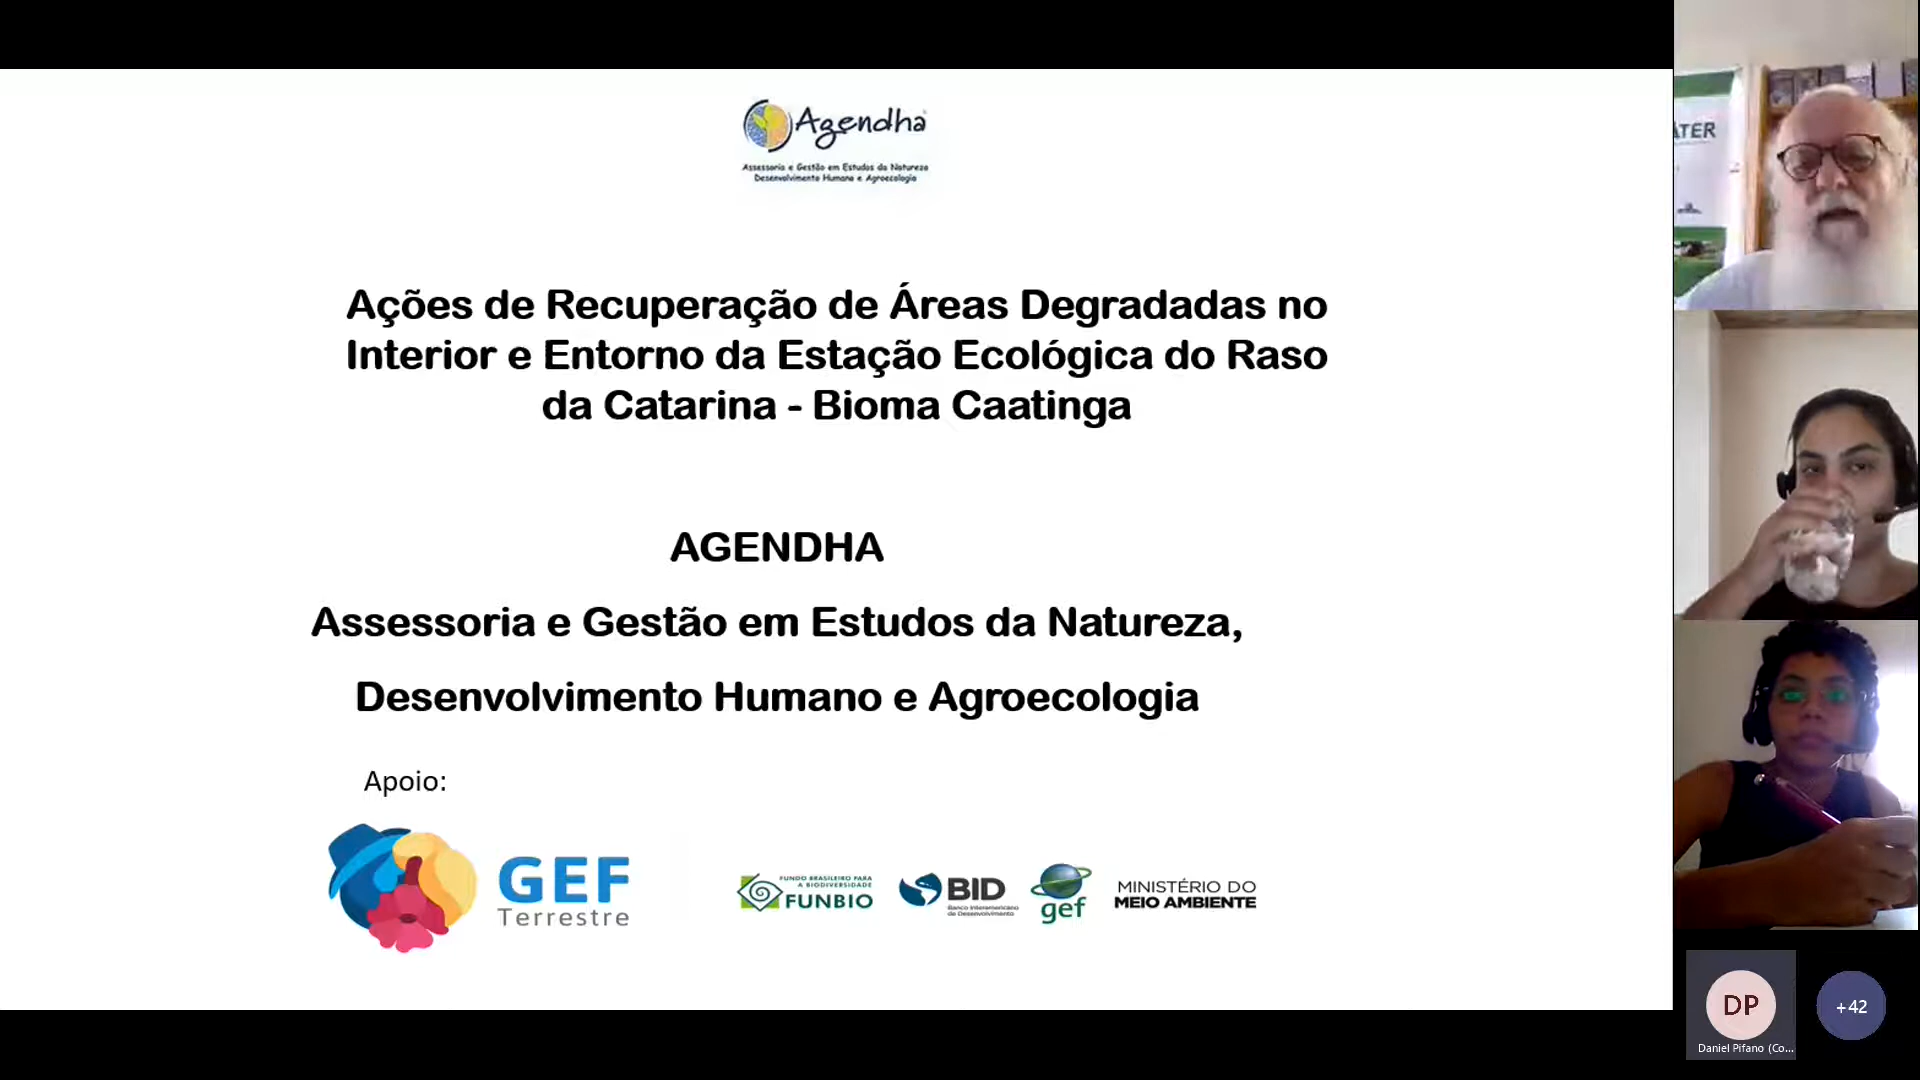 Agendha
Assessoria e Gestão em Estudos da Natureza
Desenvolvimento Humano e Agroecologia
Ações de Recuperação de Áreas Degradadas no
Interior e Entorno da Estação Ecológica do Raso
da Catarina - Bioma Caatinga
AGENDHA
Assessoria e Gestão em Estudos da Natureza,
Desenvolvimento Humano e Agroecologia
Apoio:
GEF
Terrestre
FUNDO BRASILEIRO PARA
A BIODIVERSIDADE
FUNBIO
BID
Banco Interamericano
de Desenvolvimento
gef
MINISTÉRIO DO
MEIO AMBIENTE
ATER
DP
Daniel Pifano (Co...
+42